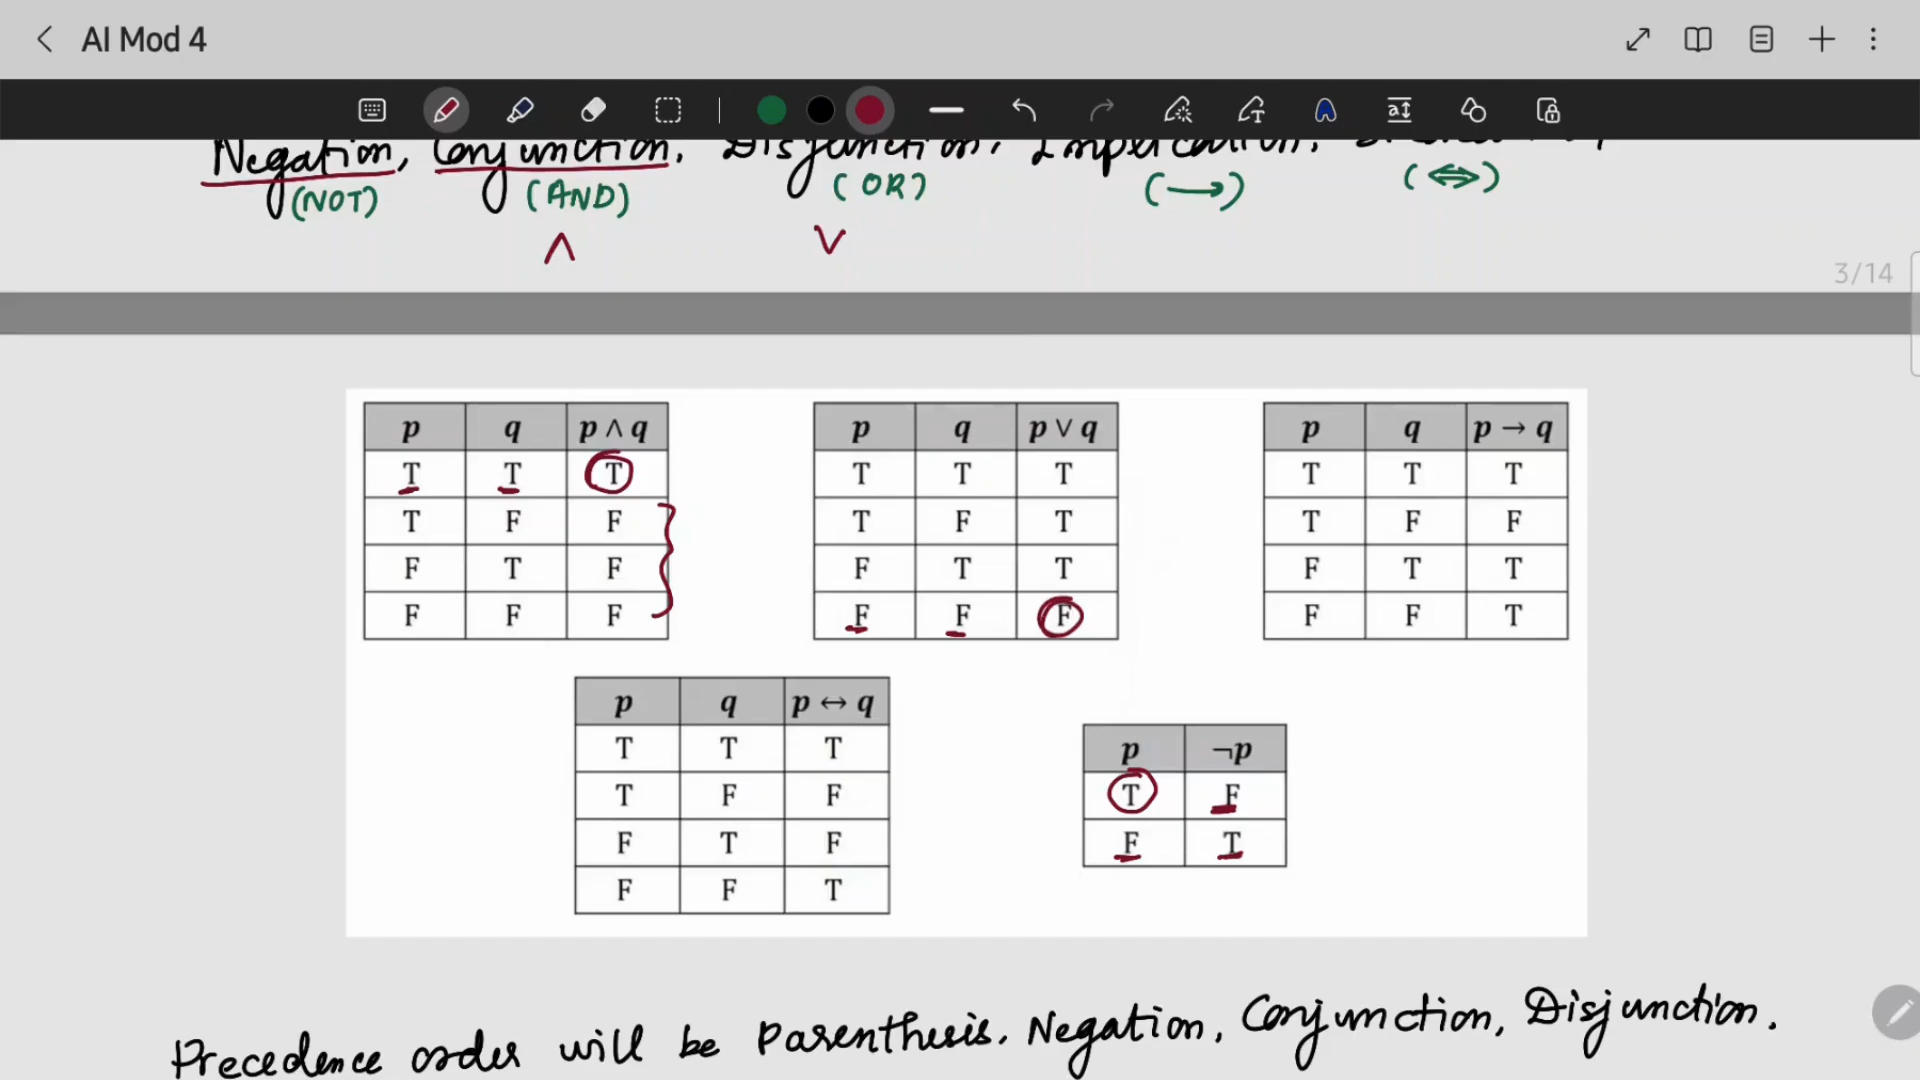 AI Mod 4
Negation, Conjunction, Disjunction, Implication,
(NOT) (AND) (OR) (→) (⇔)
∧ ∨
3/14
p q p ∧ q
T T T
T F F
F T F
F F F
p q p ∨ q
T T T
T F T
F T T
F F F
p q p → q
T T T
T F F
F T T
F F T
p q p ↔ q
T T T
T F F
F T F
F F T
p ¬p
T F
F T
Precedence order will be Parenthesis, Negation, Conjunction, Disjunction.